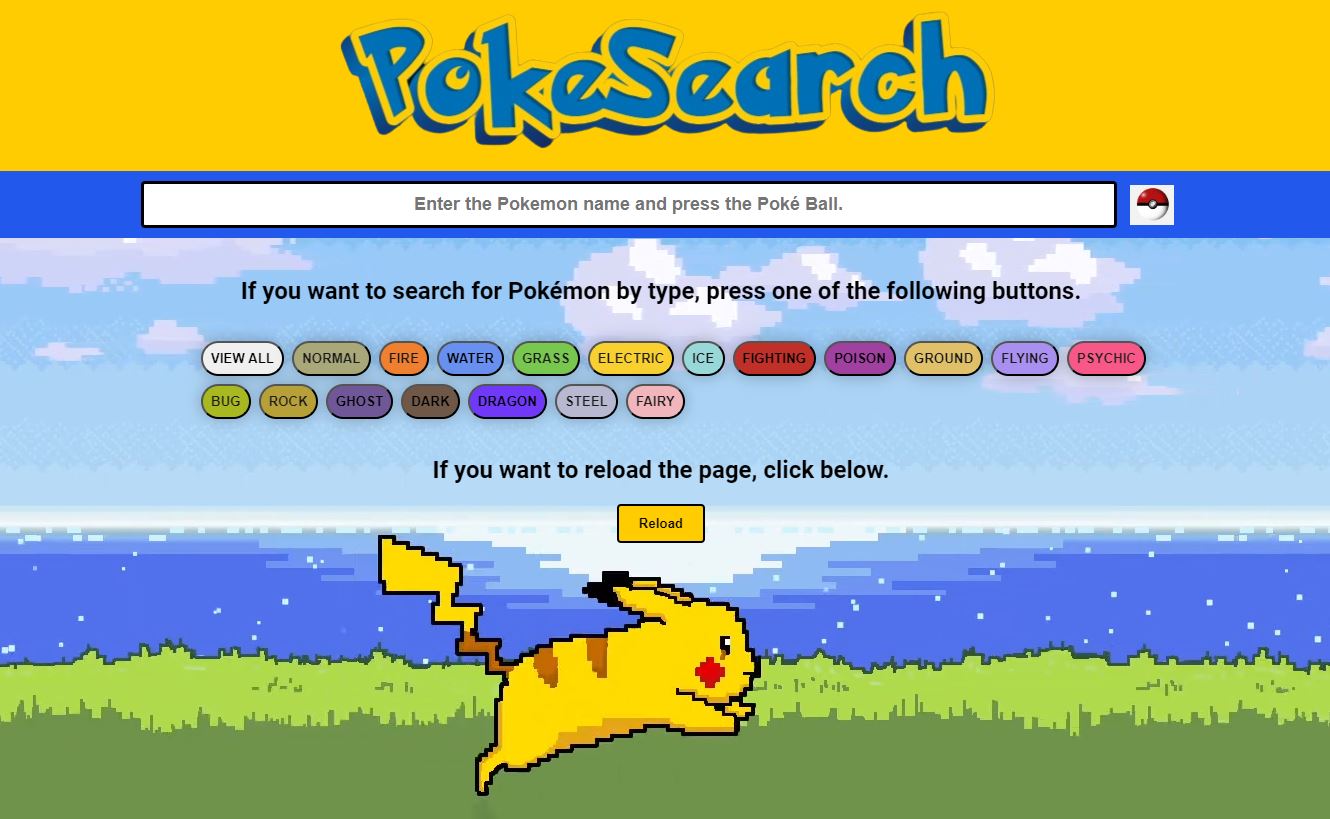 PokeSearch
Enter the Pokemon name and press the Poké Ball.
If you want to search for Pokémon by type, press one of the following buttons.
VIEW ALL NORMAL FIRE WATER GRASS ELECTRIC ICE FIGHTING POISON GROUND FLYING PSYCHIC
BUG ROCK GHOST DARK DRAGON STEEL FAIRY
If you want to reload the page, click below.
Reload